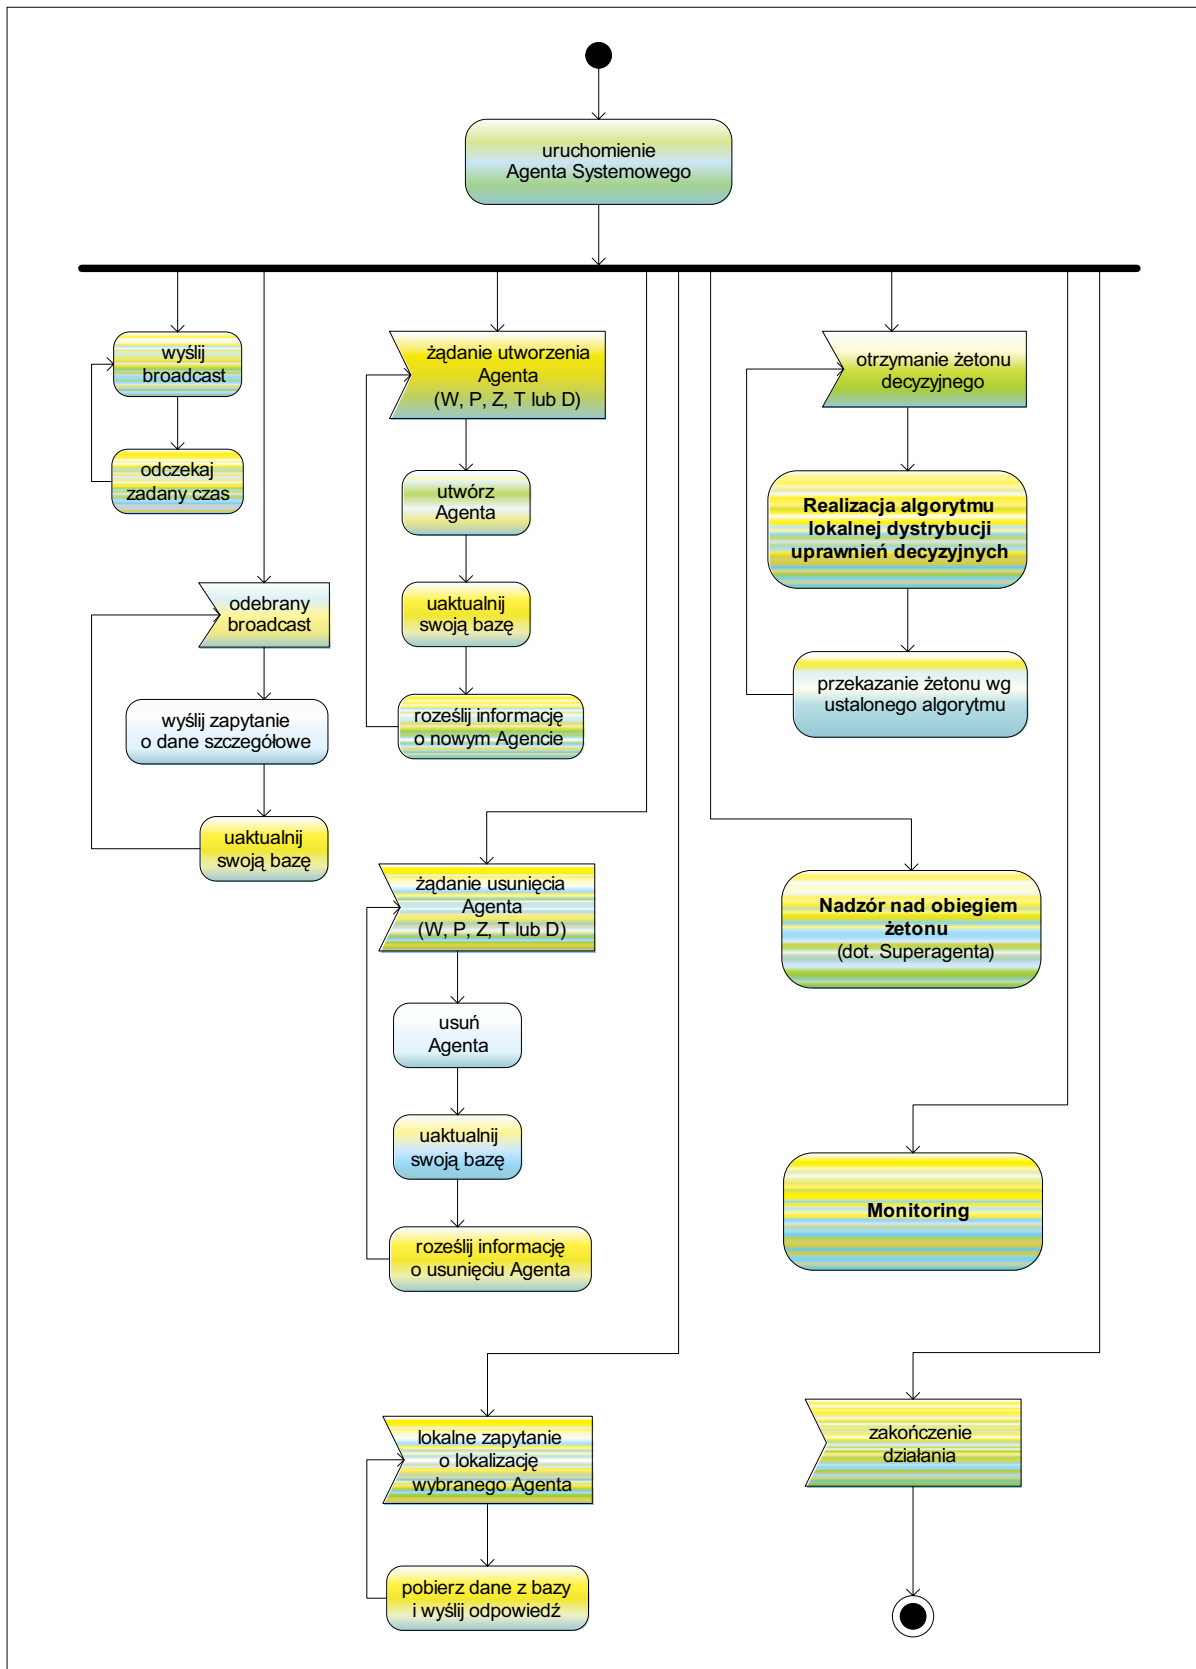 uruchomienie
Agenta Systemowego
wyślij
broadcast
odczekaj
zadany czas
odebrany
broadcast
wyślij zapytanie
o dane szczegółowe
uaktualnij
swoją bazę
żądanie utworzenia
Agenta
(W, P, Z, T lub D)
utwórz
Agenta
uaktualnij
swoją bazę
roześlij informację
o nowym Agencie
żądanie usunięcia
Agenta
(W, P, Z, T lub D)
usuń
Agenta
uaktualnij
swoją bazę
roześlij informację
o usunięciu Agenta
lokalne zapytanie
o lokalizację
wybranego Agenta
pobierz dane z bazy
i wyślij odpowiedź
otrzymanie żetonu
decyzyjnego
Realizacja algorytmu
lokalnej dystrybucji
uprawnień decyzyjnych
przekazanie żetonu wg
ustalonego algorytmu
Nadzór nad obiegiem
żetonu
(dot. Superagenta)
Monitoring
zakończenie
działania